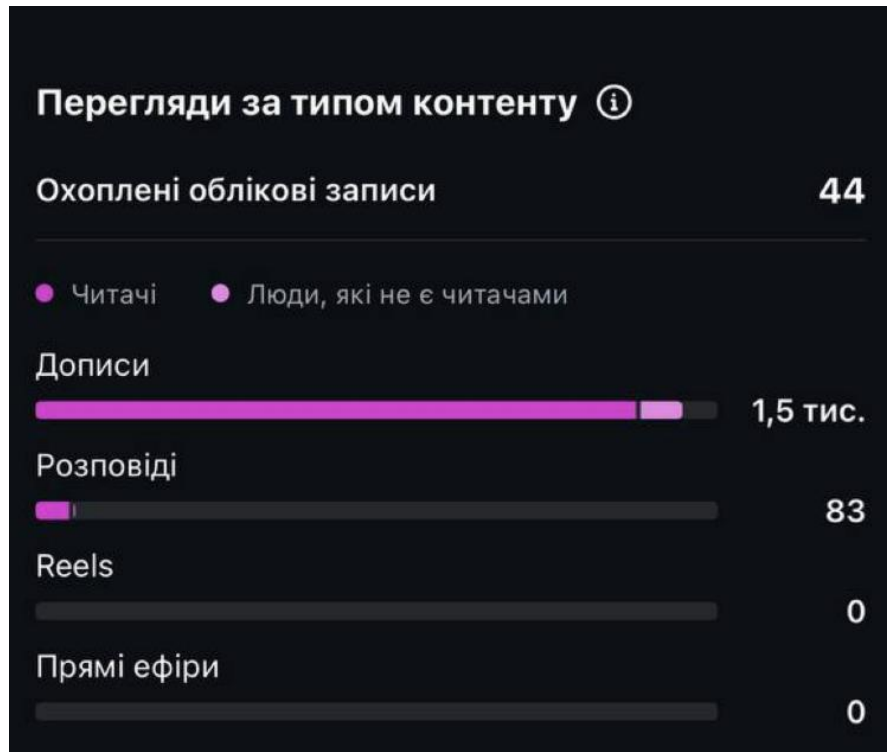 Перегляди за типом контенту
Охоплені облікові записи 44
Читачі Люди, які не є читачами
Дописи
1,5 тис.
Розповіді
83
Reels
0
Прямі ефіри
0